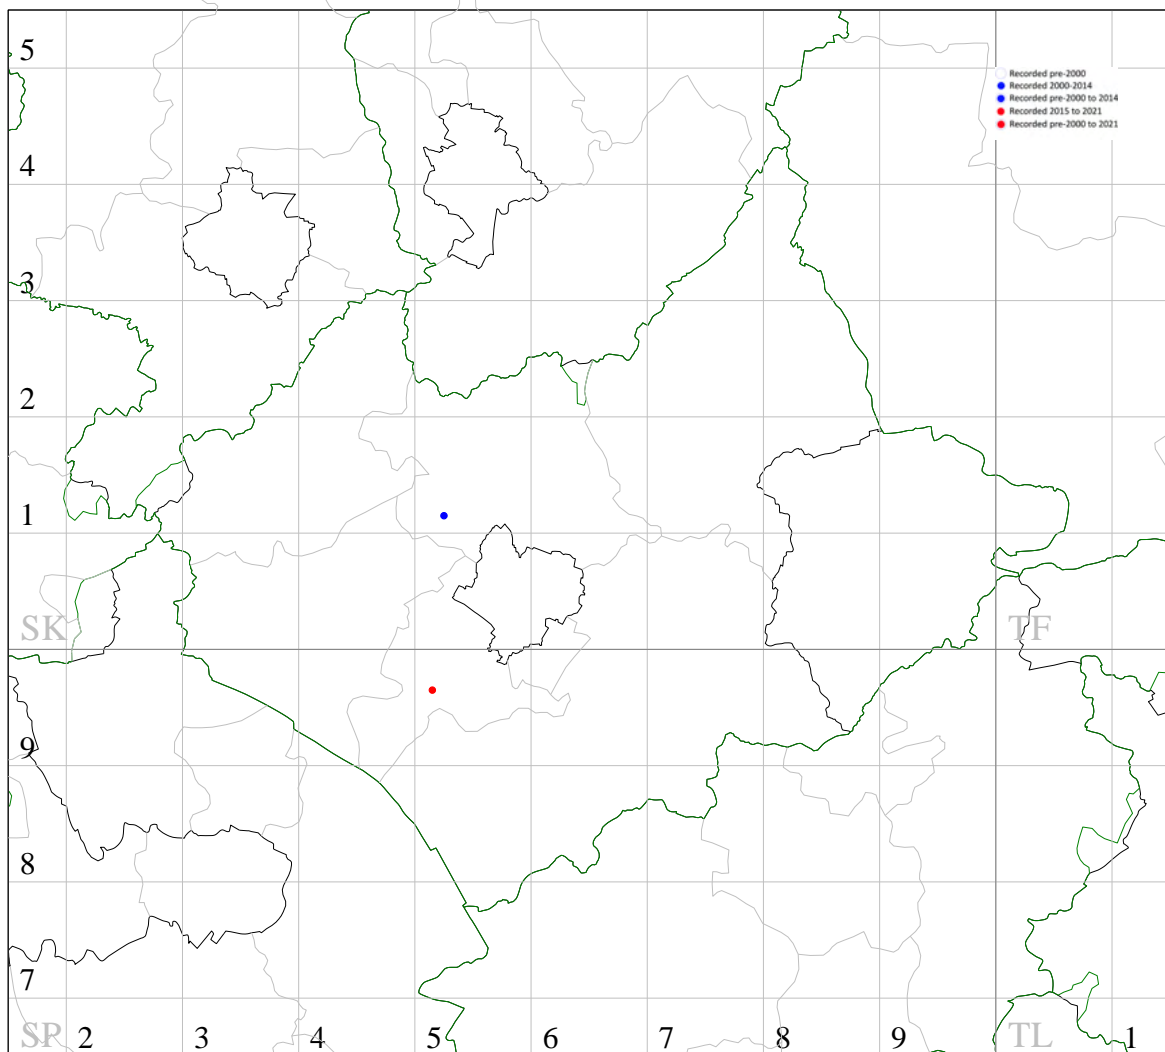 5
Recorded pre-2000
Recorded 2000-2014
Recorded pre-2000 to 2014
Recorded 2015 to 2021
Recorded pre-2000 to 2021
4
3
2
1
SK
TF
9
8
7
SP 2 3 4 5 6 7 8 9 TL 1